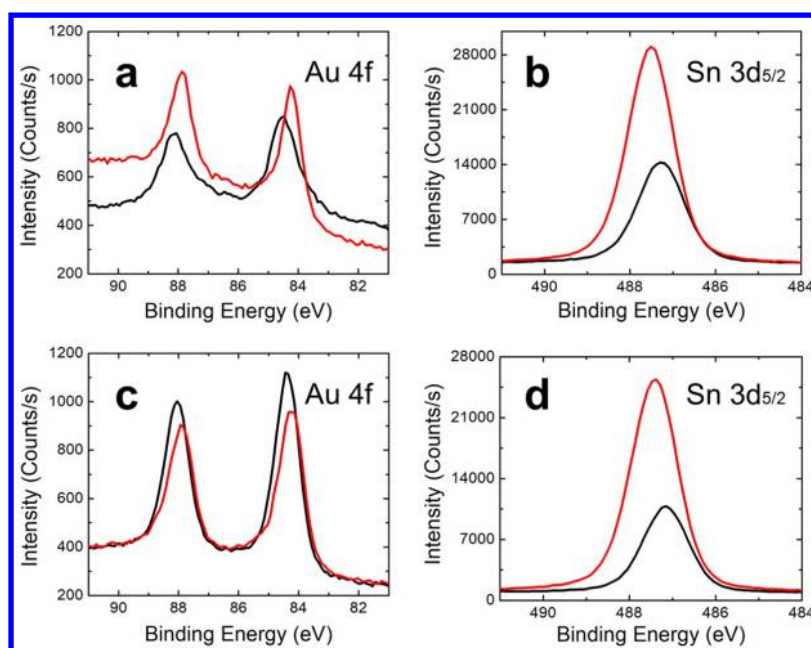 a
Au 4f
Intensity (Counts/s)
1200
1000
800
600
400
200
90
88
86
84
82
Binding Energy (eV)
b
Sn 3d5/2
Intensity (Counts/s)
28000
21000
14000
7000
0
490
488
486
484
Binding Energy (eV)
c
Au 4f
Intensity (Counts/s)
1200
1000
800
600
400
200
90
88
86
84
82
Binding Energy (eV)
d
Sn 3d5/2
Intensity (Counts/s)
28000
21000
14000
7000
0
490
488
486
484
Binding Energy (eV)